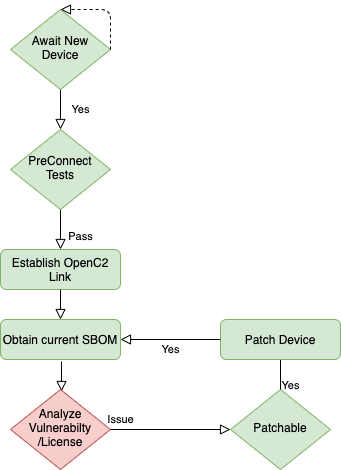 Await New
Device
Yes
PreConnect
Tests
Pass
Establish OpenC2
Link
Obtain current SBOM
Patch Device
Yes
Yes
Analyze
Vulnerabilty
/License
Issue
Patchable